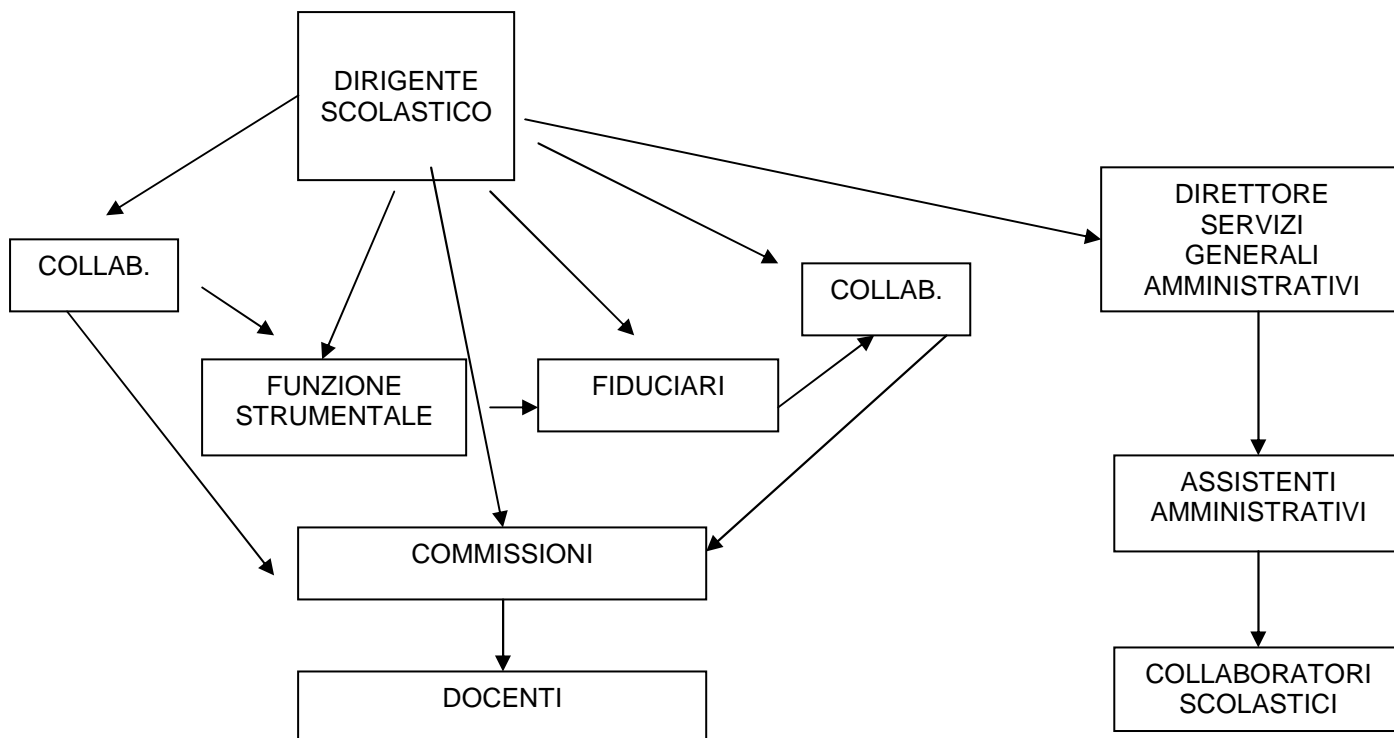 DIRIGENTE
SCOLASTICO
DIRETTORE
SERVIZI
GENERALI
AMMINISTRATIVI
COLLAB.
COLLAB.
FUNZIONE
STRUMENTALE
FIDUCIARI
ASSISTENTI
AMMINISTRATIVI
COMMISSIONI
COLLABORATORI
SCOLASTICI
DOCENTI